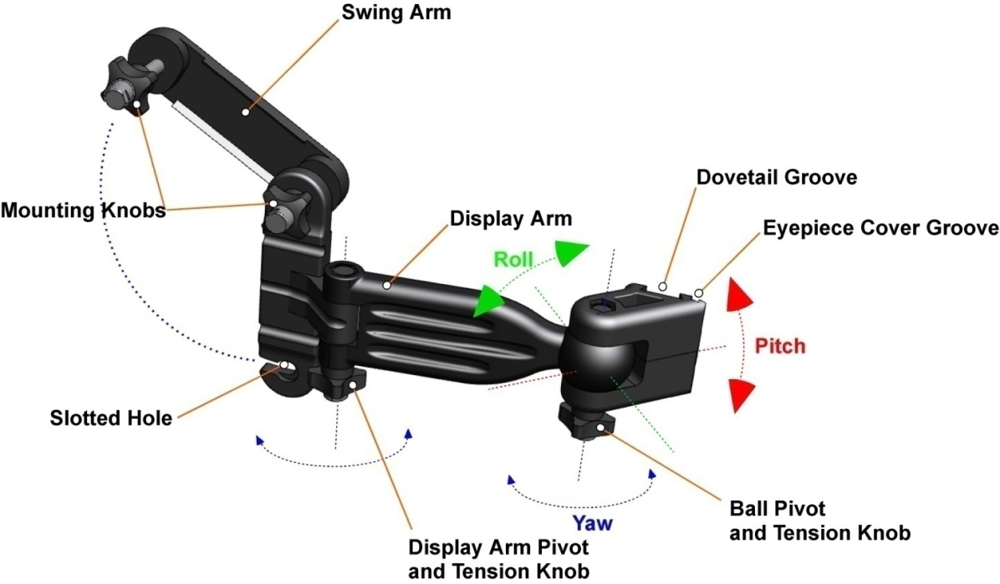 Swing Arm
Dovetail Groove
Mounting Knobs
Display Arm
Eyepiece Cover Groove
Roll
Pitch
Slotted Hole
Yaw
Ball Pivot
and Tension Knob
Display Arm Pivot
and Tension Knob